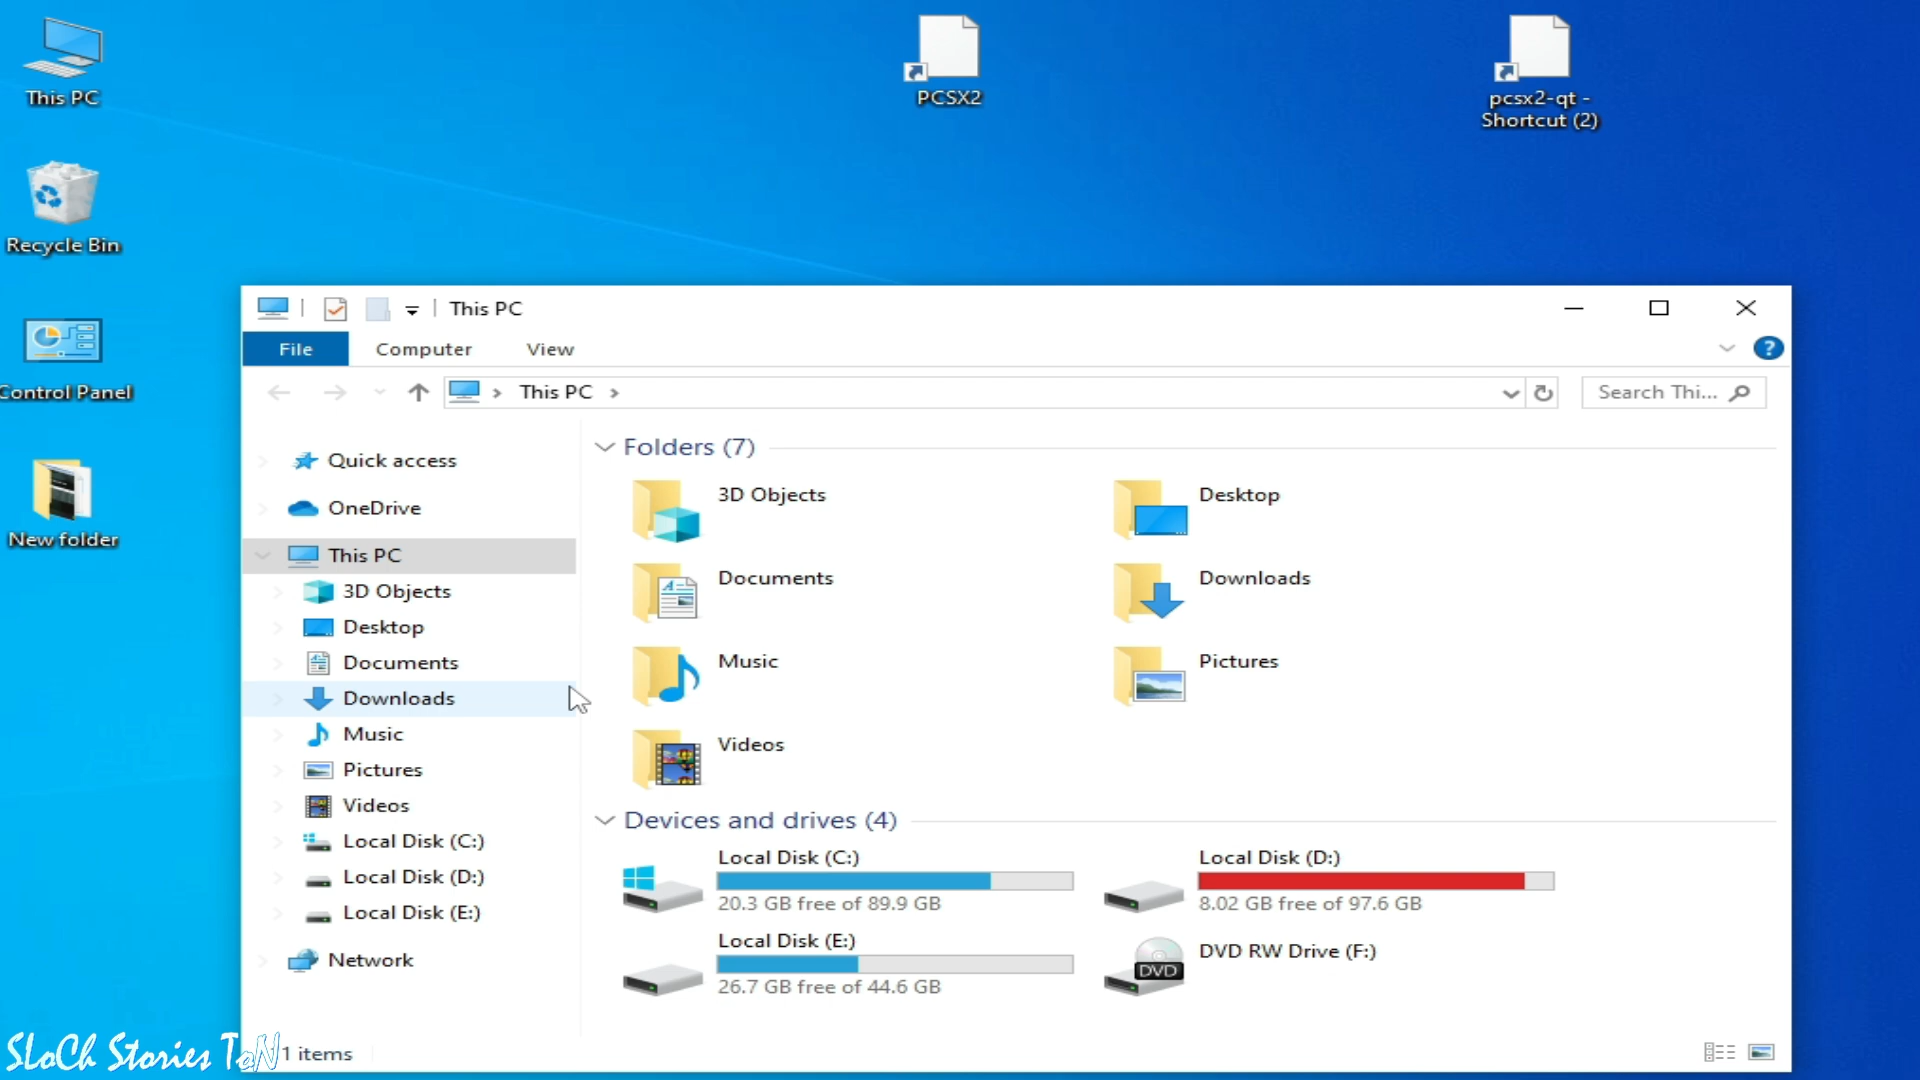 This PC
PCSX2
pcsx2-qt -
Shortcut (2)
Recycle Bin
Control Panel
New folder
This PC
File
Computer
View
?
This PC
Search Thi...
Quick access
OneDrive
This PC
3D Objects
Desktop
Documents
Downloads
Music
Pictures
Videos
Local Disk (C:)
Local Disk (D:)
Local Disk (E:)
Network
Folders (7)
3D Objects
Desktop
Documents
Downloads
Music
Pictures
Videos
Devices and drives (4)
Local Disk (C:)
20.3 GB free of 89.9 GB
Local Disk (D:)
8.02 GB free of 97.6 GB
Local Disk (E:)
26.7 GB free of 44.6 GB
DVD RW Drive (F:)
DVD
1 items
SLoCh Stories ToN